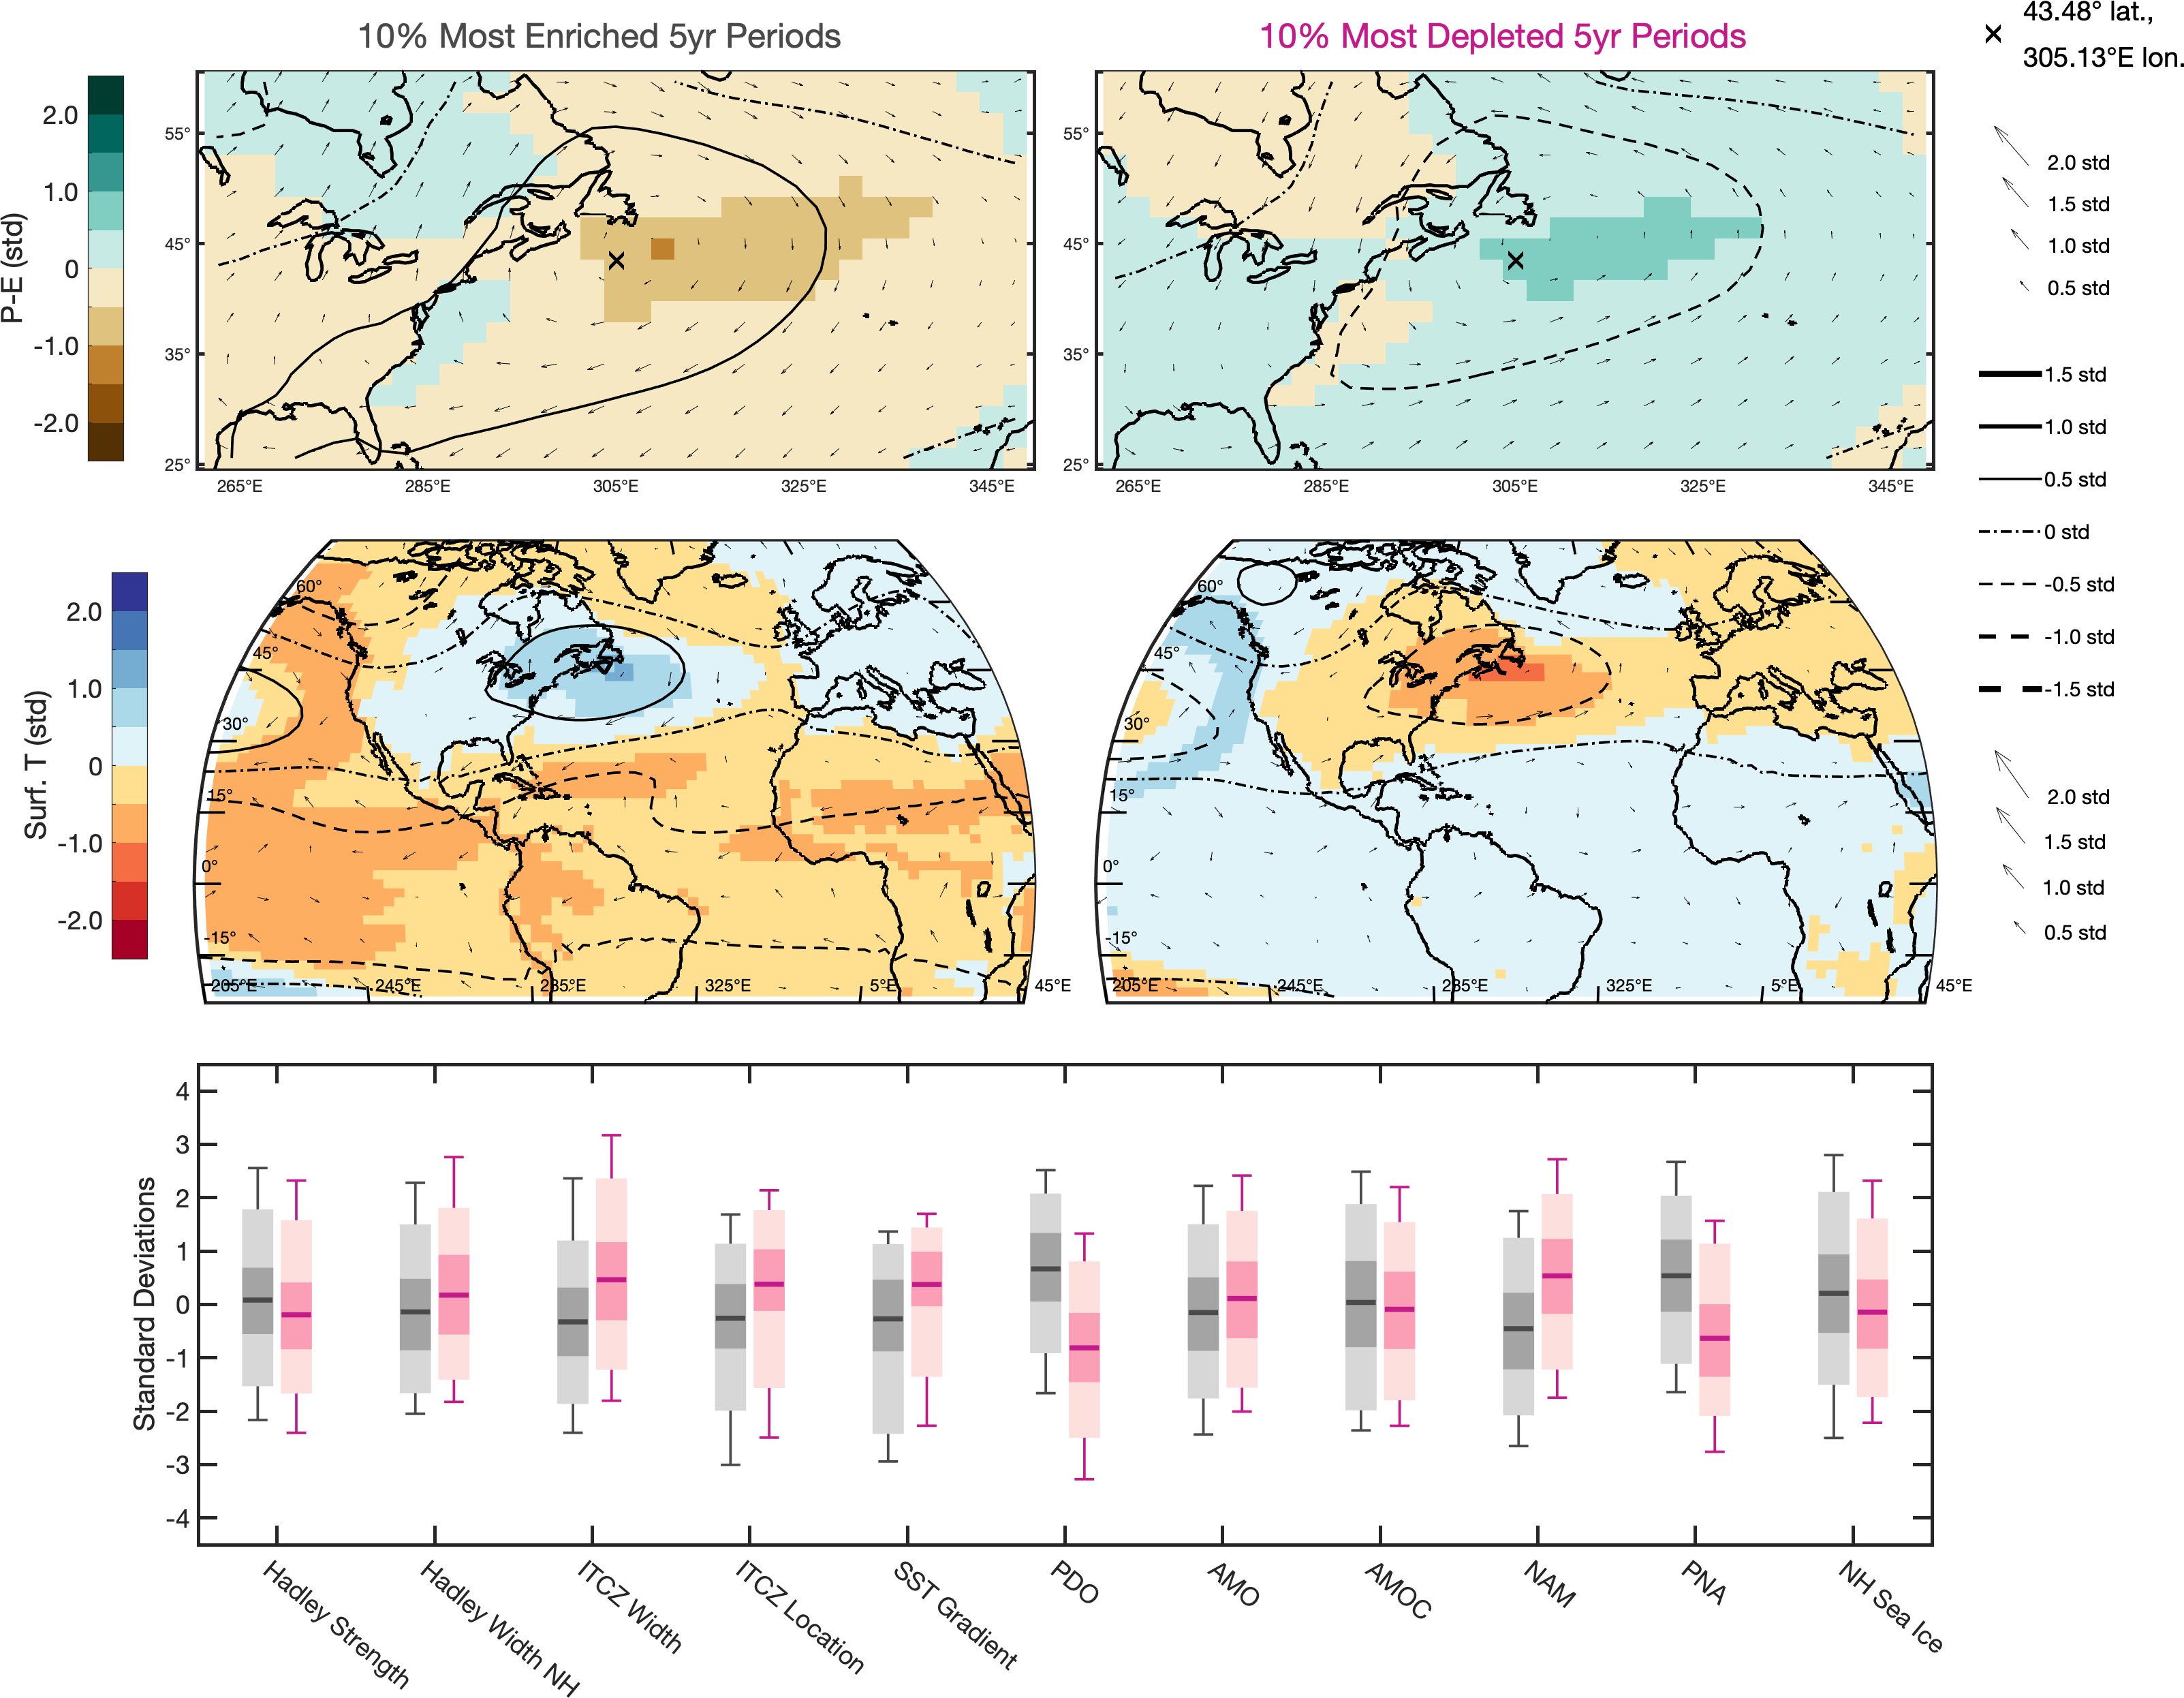 10% Most Enriched 5yr Periods
10% Most Depleted 5yr Periods
43.48° lat.,
305.13°E lon.
P-E (std)
2.0
1.0
0
-1.0
-2.0
55°
45°
35°
25°
265°E
285°E
305°E
325°E
345°E
55°
45°
35°
25°
265°E
285°E
305°E
325°E
345°E
2.0 std
1.5 std
1.0 std
0.5 std
1.5 std
1.0 std
0.5 std
0 std
-0.5 std
-1.0 std
-1.5 std
Surf. T (std)
2.0
1.0
0
-1.0
-2.0
60°
45°
30°
15°
0°
-15°
205°E
245°E
285°E
325°E
5°E
45°E
60°
45°
30°
15°
0°
-15°
205°E
245°E
285°E
325°E
5°E
45°E
2.0 std
1.5 std
1.0 std
0.5 std
Standard Deviations
4
3
2
1
0
-1
-2
-3
-4
Hadley Strength
Hadley Width NH
ITCZ Width
ITCZ Location
SST Gradient
PDO
AMO
AMOC
NAM
PNA
NH Sea Ice